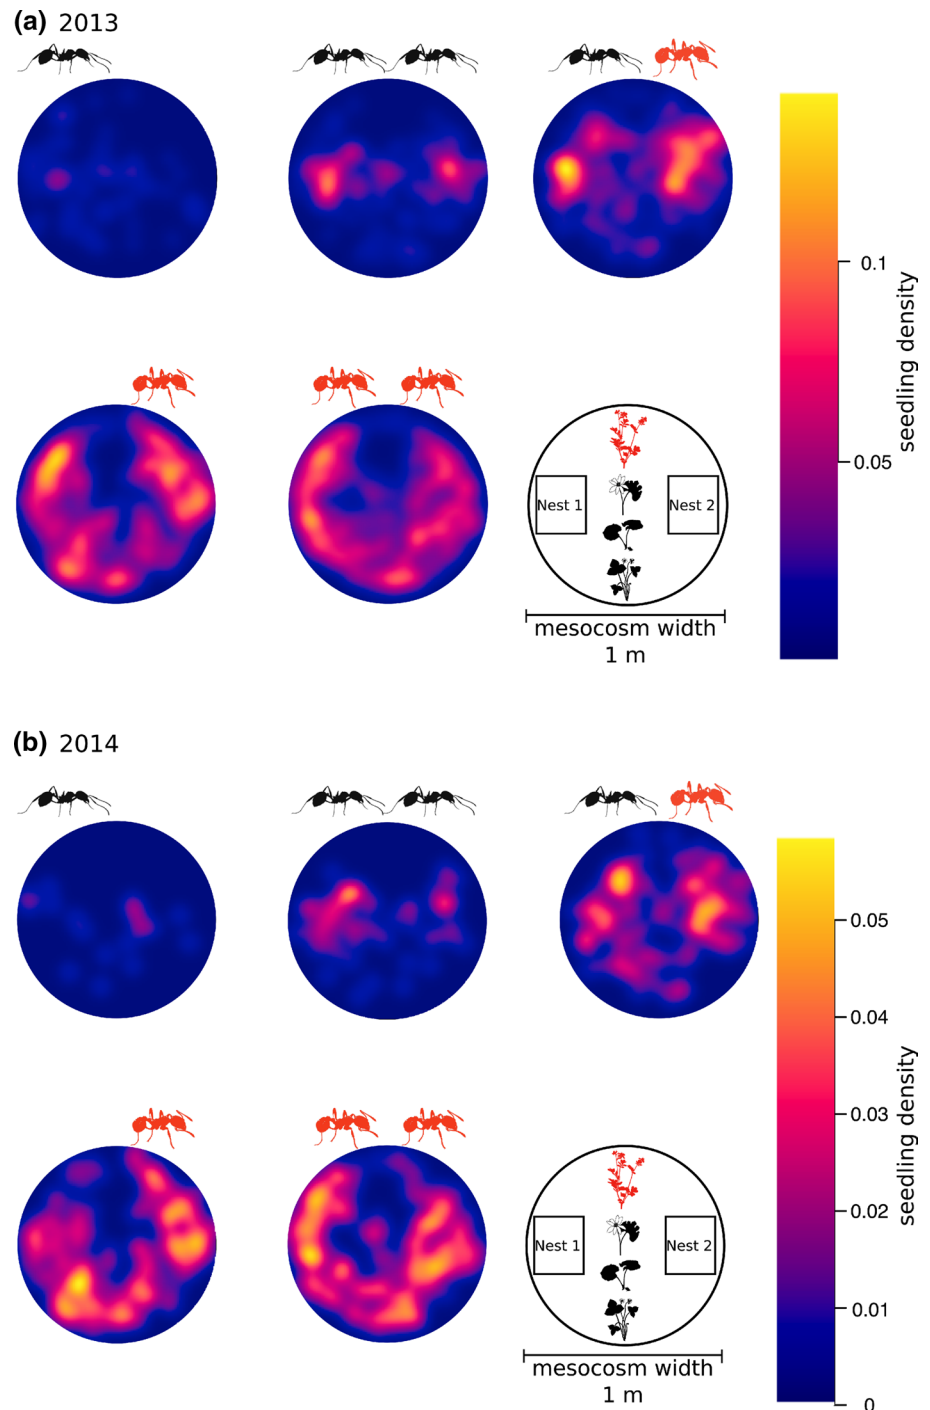 (a) 2013
0.1
0.05
seedling density
Nest 1
Nest 2
mesocosm width
1 m
(b) 2014
0.05
0.04
0.03
0.02
0.01
0
seedling density
Nest 1
Nest 2
mesocosm width
1 m